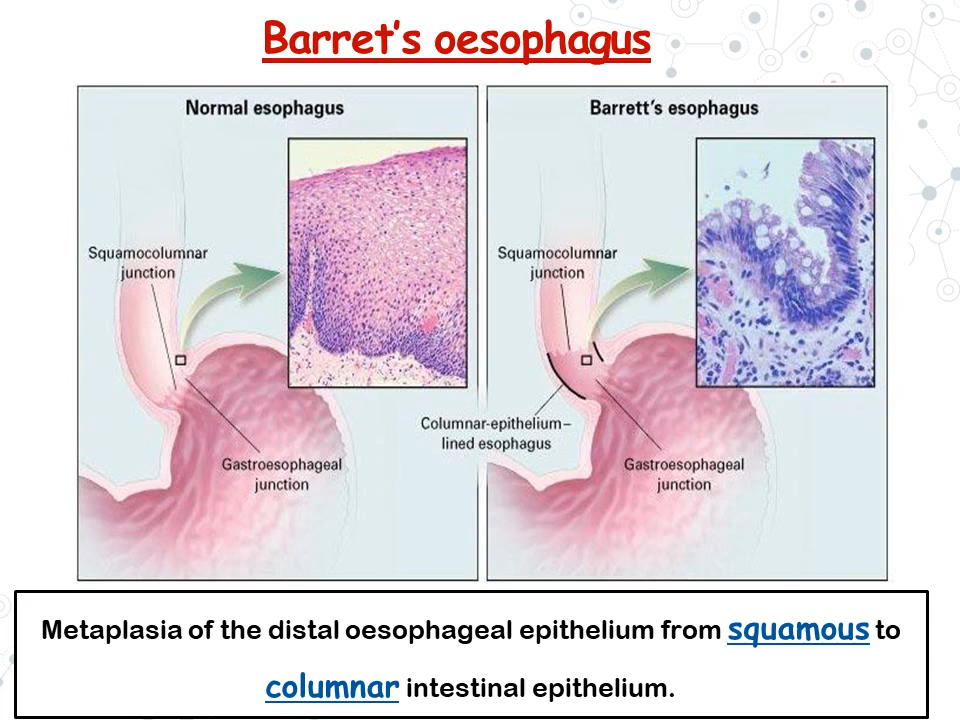 Barret’s oesophagus
Normal esophagus
Squamocolumnar
junction
Gastroesophageal
junction
Barrett’s esophagus
Squamocolumnar
junction
Columnar-epithelium–
lined esophagus
Gastroesophageal
junction
Metaplasia of the distal oesophageal epithelium from squamous to
columnar intestinal epithelium.